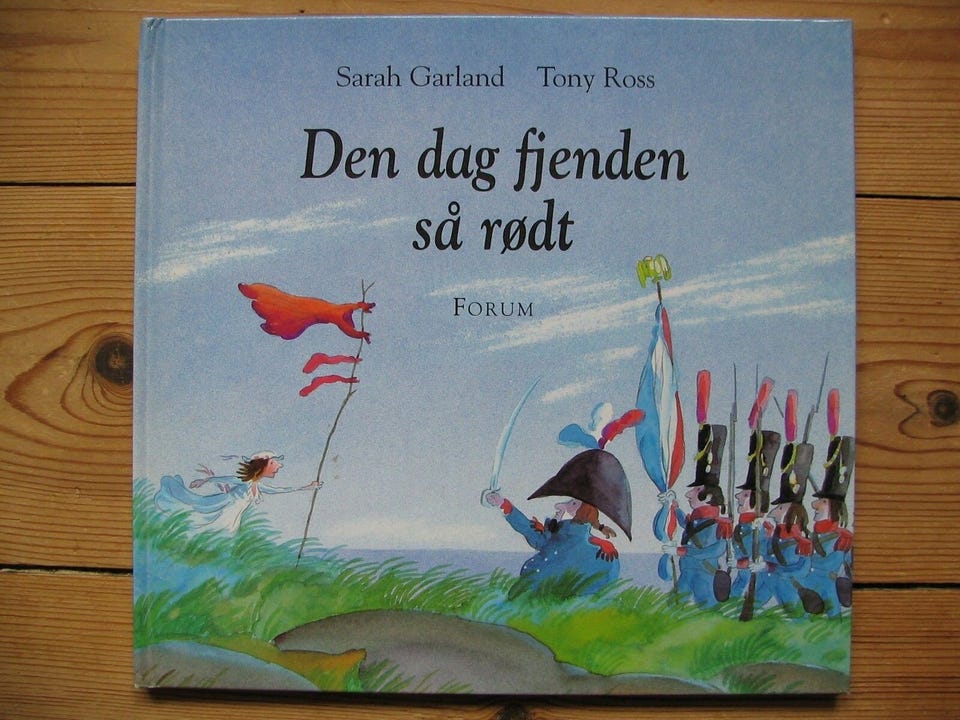 Sarah Garland Tony Ross
Den dag fjenden
så rødt
FORUM